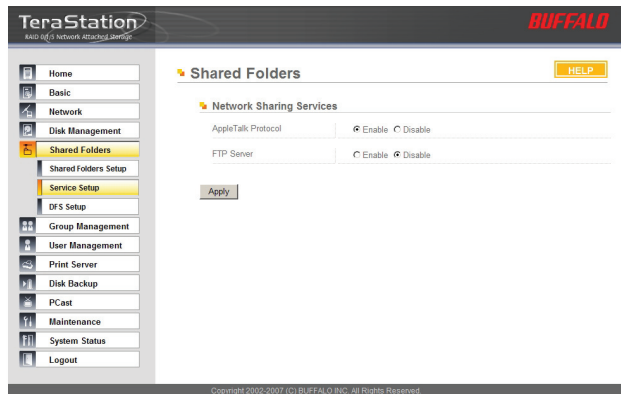 TeraStation
BUFFALO
RAID 0/1/5 Network Attached Storage
Home
Basic
Network
Disk Management
Shared Folders
Shared Folders Setup
Service Setup
DFS Setup
Group Management
User Management
Print Server
Disk Backup
PCast
Maintenance
System Status
Logout
Shared Folders
HELP
Network Sharing Services
AppleTalk Protocol Enable Disable
FTP Server Enable Disable
Apply
Copyright 2002-2007 (C) BUFFALO INC. All Rights Reserved.